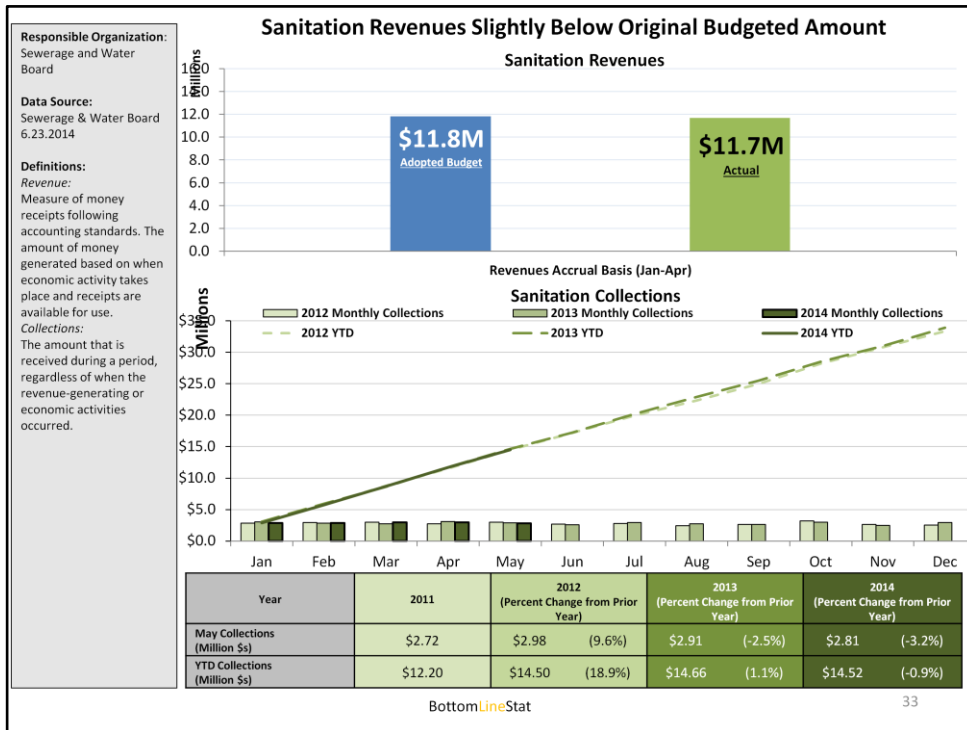 Sanitation Revenues Slightly Below Original Budgeted Amount
Responsible Organization:
Sewerage and Water
Board
Data Source:
Sewerage & Water Board
6.23.2014
Definitions:
Revenue:
Measure of money
receipts following
accounting standards. The
amount of money
generated based on when
economic activity takes
place and receipts are
available for use.
Collections:
The amount that is
received during a period,
regardless of when the
revenue-generating or
economic activities
occurred.
Sanitation Revenues
Millions
16.0
14.0
12.0
10.0
8.0
6.0
4.0
2.0
0.0
$11.8M
Adopted Budget
$11.7M
Actual
Revenues Accrual Basis (Jan-Apr)
Sanitation Collections
Millions
2012 Monthly Collections
2013 Monthly Collections
2014 Monthly Collections
2012 YTD
2013 YTD
2014 YTD
$35.0
$30.0
$25.0
$20.0
$15.0
$10.0
$5.0
$0.0
Jan Feb Mar Apr May Jun Jul Aug Sep Oct Nov Dec
Year
2011
2012
(Percent Change from Prior
Year)
2013
(Percent Change from Prior
Year)
2014
(Percent Change from Prior
Year)
May Collections
(Million $s)
$2.72
$2.98 (9.6%)
$2.91 (-2.5%)
$2.81 (-3.2%)
YTD Collections
(Million $s)
$12.20
$14.50 (18.9%)
$14.66 (1.1%)
$14.52 (-0.9%)
BottomLineStat
33